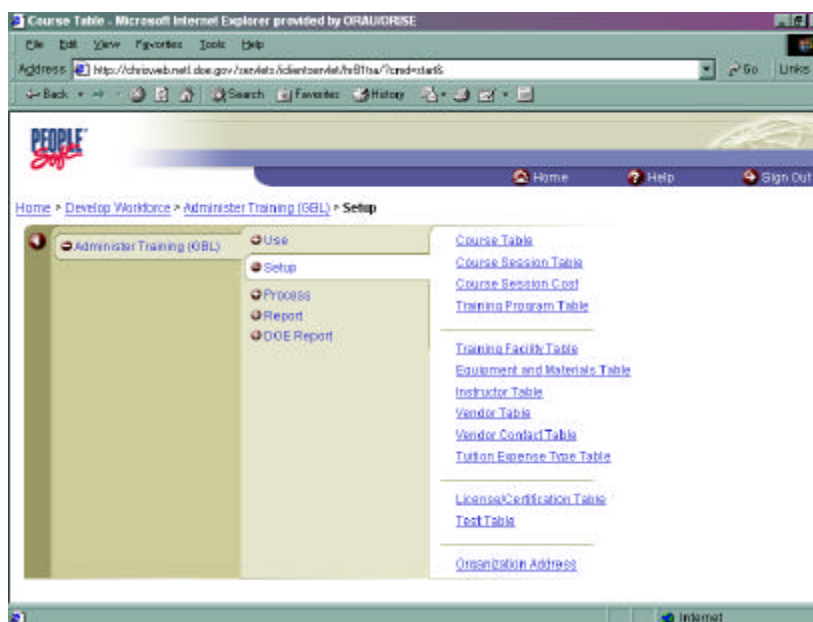 Course Table - Microsoft Internet Explorer provided by ORAU/ORISE
File Edit View Favorites Tools Help
Address http://chrisweb.netl.doe.gov/servlets/iclientservlet/hr81tsa/?cmd=start& Go Links
Back Search Favorites History
PEOPLE Soft
Home Help Sign Out
Home > Develop Workforce > Administer Training (GBL) > Setup
Administer Training (GBL)
Use
Setup
Process
Report
DOE Report
Course Table
Course Session Table
Course Session Cost
Training Program Table
Training Facility Table
Equipment and Materials Table
Instructor Table
Vendor Table
Vendor Contact Table
Tuition Expense Type Table
License/Certification Table
Test Table
Organization Address
Internet